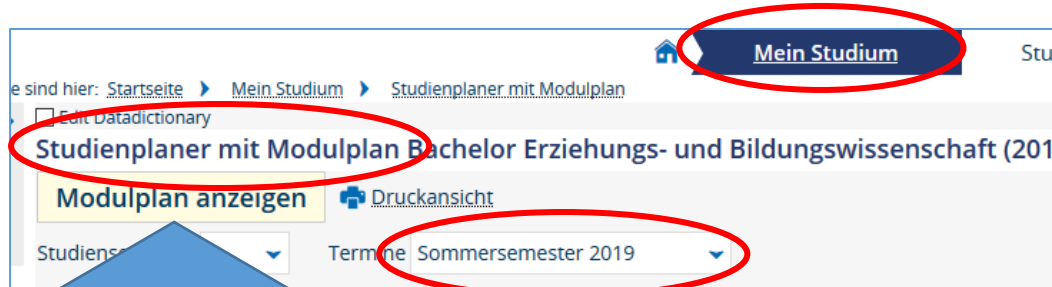 Mein Studium Stu
e sind hier: Startseite Mein Studium Studienplaner mit Modulplan
Edit Datadictionary
Studienplaner mit Modulplan Bachelor Erziehungs- und Bildungswissenschaft (201
Modulplan anzeigen Druckansicht
Termine Sommersemester 2019